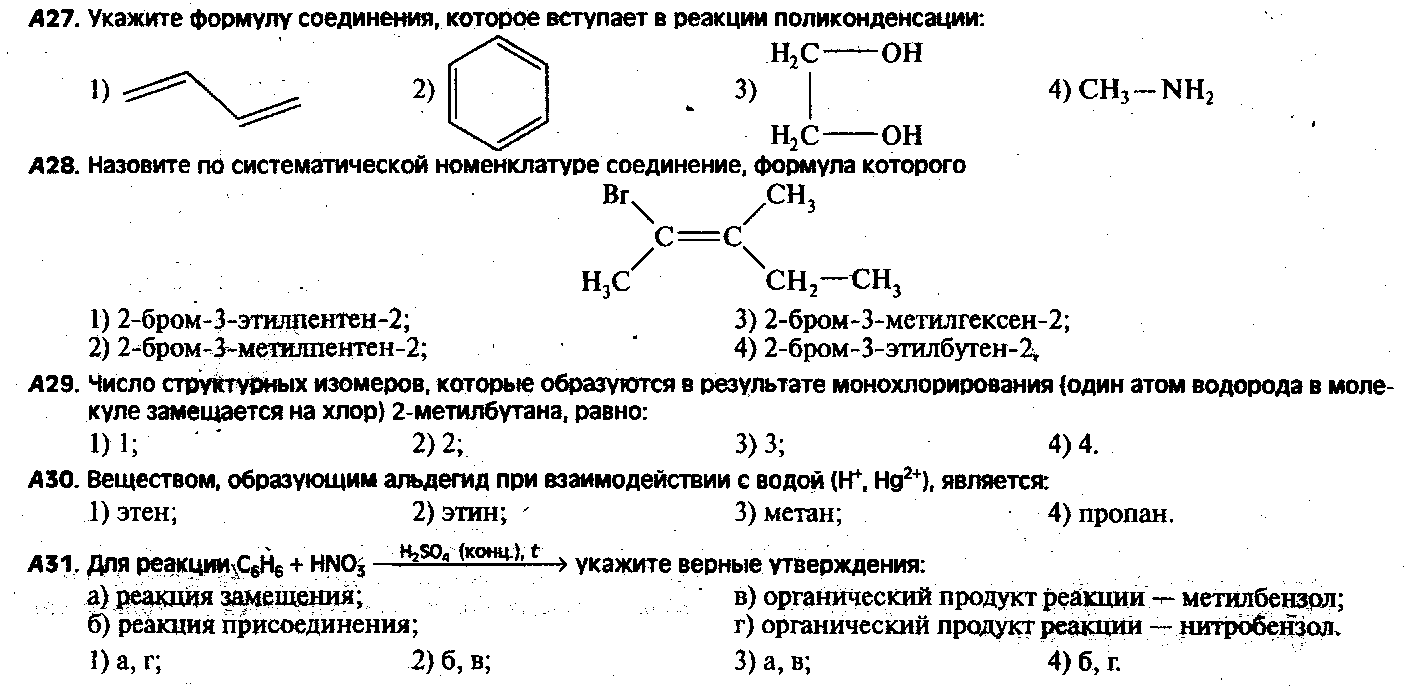 А27. Укажите формулу соединения, которое вступает в реакции поликонденсации:
1) 2) 3) H₂C—OH H₂C—OH 4) CH₃—NH₂
А28. Назовите по систематической номенклатуре соединение, формула которого
Br CH₃
C=C
H₃C CH₂—CH₃
1) 2-бром-3-этилпентен-2; 3) 2-бром-3-метилгексен-2;
2) 2-бром-3-метилпентен-2; 4) 2-бром-3-этилбутен-2.
А29. Число структурных изомеров, которые образуются в результате монохлорирования (один атом водорода в моле-
куле замещается на хлор) 2-метилбутана, равно:
1) 1; 2) 2; 3) 3; 4) 4.
А30. Веществом, образующим альдегид при взаимодействии с водой (H⁺, Hg²⁺), является:
1) этен; 2) этин; 3) метан; 4) пропан.
А31. Для реакции C₆H₆ + HNO₃ H₂SO₄ (конц.), t → укажите верные утверждения:
а) реакция замещения; в) органический продукт реакции — метилбензол;
б) реакция присоединения; г) органический продукт реакции — нитробензол.
1) а, г; 2) б, в; 3) а, в; 4) б, г.